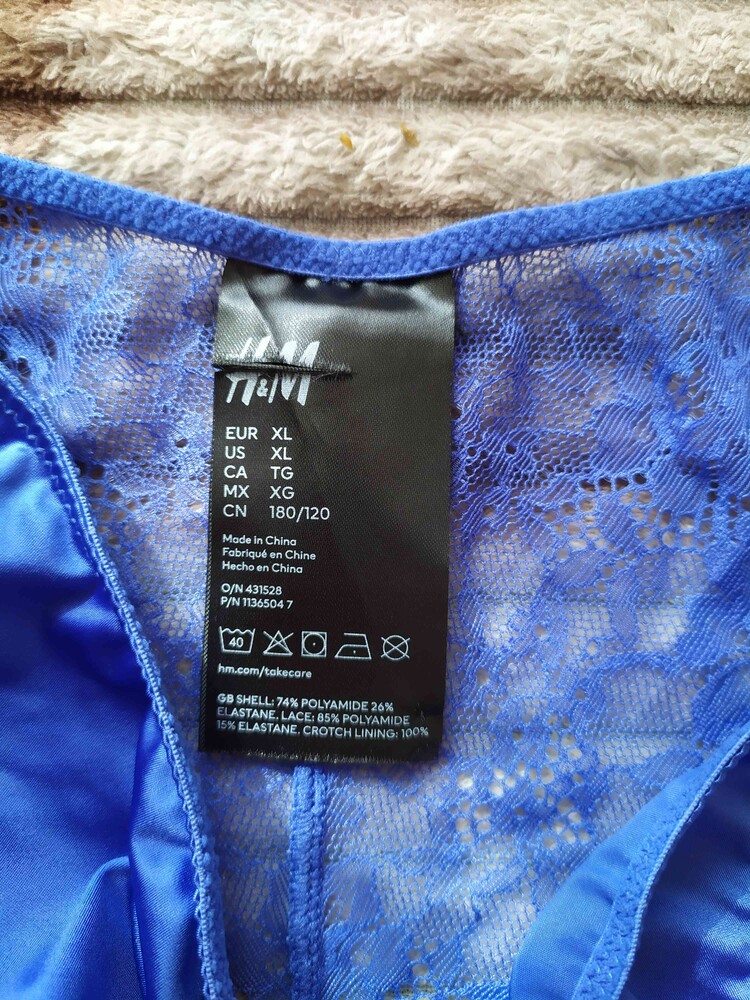 H&M
EUR XL
US XL
CA TG
MX XG
CN 180/120
Made in China
Fabriqué en Chine
Hecho en China
O/N 431528
P/N 1136504 7
40
hm.com/takecare
GB SHELL: 74% POLYAMIDE 26%
ELASTANE, LACE: 85% POLYAMIDE
15% ELASTANE, CROTCH LINING: 100%